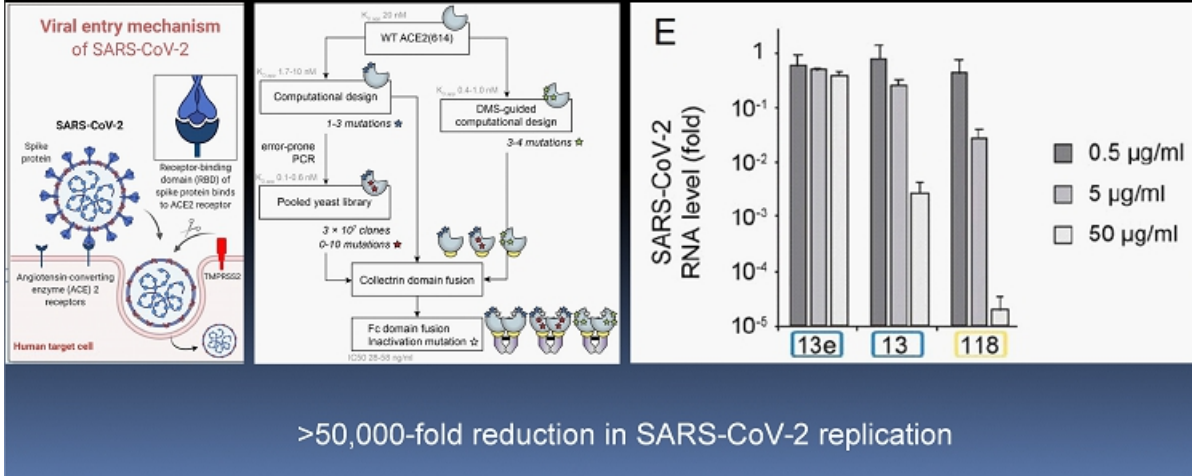 Viral entry mechanism
of SARS-CoV-2
SARS-CoV-2
Spike
protein
Receptor-binding
domain (RBD) of
spike protein binds
to ACE2 receptor
Angiotensin-converting
enzyme (ACE) 2
receptors
TMPRSS2
Human target cell
20 nM
WT ACE2(614)
1.7-10 nM
Computational design
1-3 mutations
0.4-1.0 nM
DMS-guided
computational design
3-4 mutations
error-prone
PCR
0.1-0.6 nM
Pooled yeast library
3 × 10⁷ clones
0-10 mutations
Collectrin domain fusion
Fc domain fusion
Inactivation mutation
IC50 28-58 ng/ml
E
SARS-CoV-2
RNA level (fold)
1
10⁻¹
10⁻²
10⁻³
10⁻⁴
10⁻⁵
13e
13
118
0.5 µg/ml
5 µg/ml
50 µg/ml
>50,000-fold reduction in SARS-CoV-2 replication